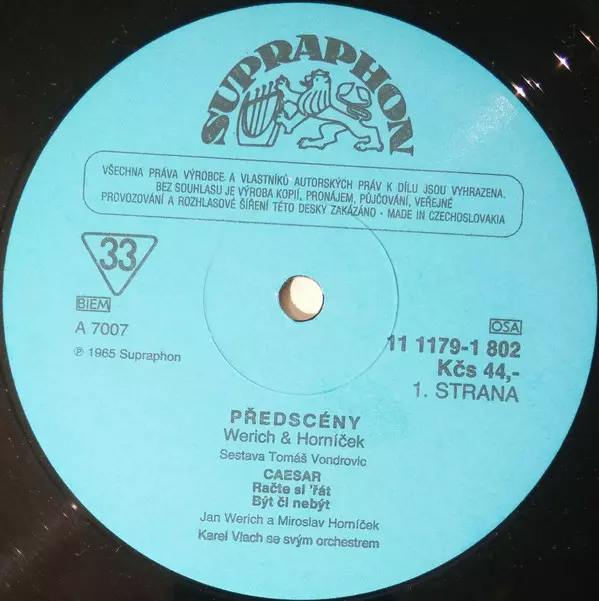 SUPRAPHON
VŠECHNA PRÁVA VÝROBCE A VLASTNÍKŮ AUTORSKÝCH PRÁV K DÍLU JSOU VYHRAZENA.
BEZ SOUHLASU JE VÝROBA KOPIÍ, PRONÁJEM, PŮJČOVÁNÍ, VEŘEJNÉ
PROVOZOVÁNÍ A ROZHLASOVÉ ŠÍŘENÍ TÉTO DESKY ZAKÁZÁNO • MADE IN CZECHOSLOVAKIA
33
BIEM
A 7007
℗ 1965 Supraphon
OSA
11 1179-1 802
Kčs 44,-
1. STRANA
PŘEDSCÉNY
Werich & Horníček
Sestava Tomáš Vondrovic
CAESAR
Račte si 'řát
Být či nebýt
Jan Werich a Miroslav Horníček
Karel Vlach se svým orchestrem